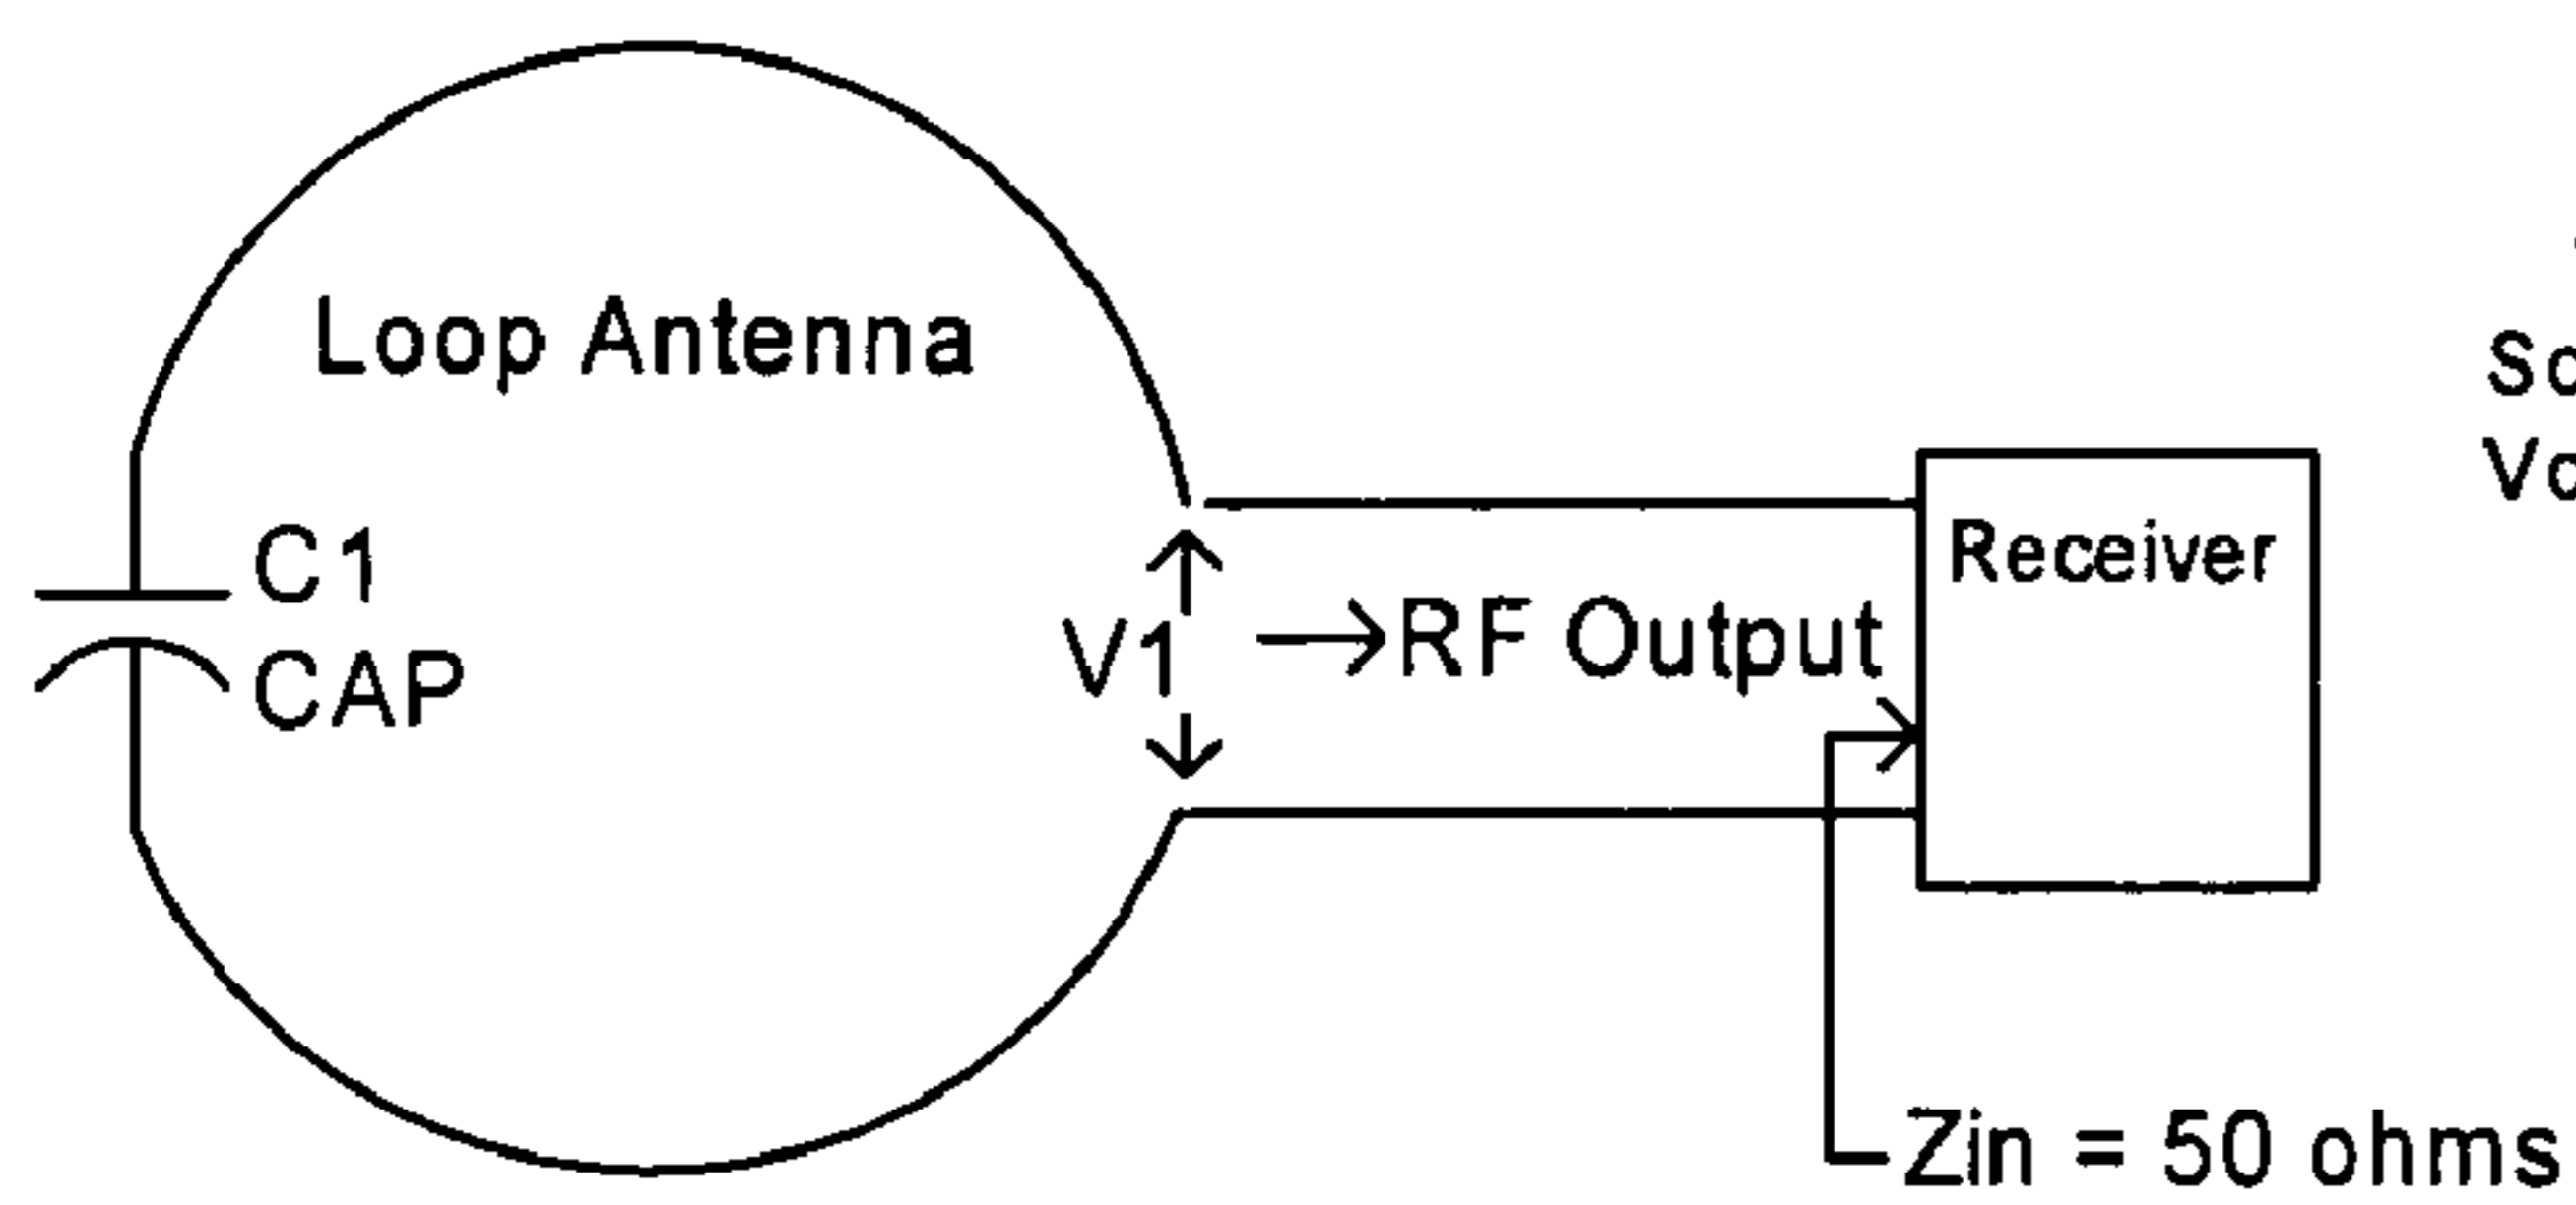 Loop Antenna
C1
CAP
V1
RF Output
Receiver
Zin = 50 ohms